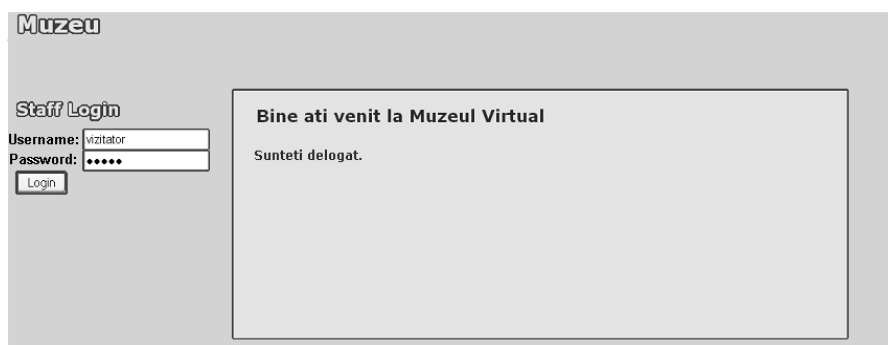 Muzeu
Staff Login
Username: vizitator
Password: •••••
Login
Bine ati venit la Muzeul Virtual
Sunteti delogat.